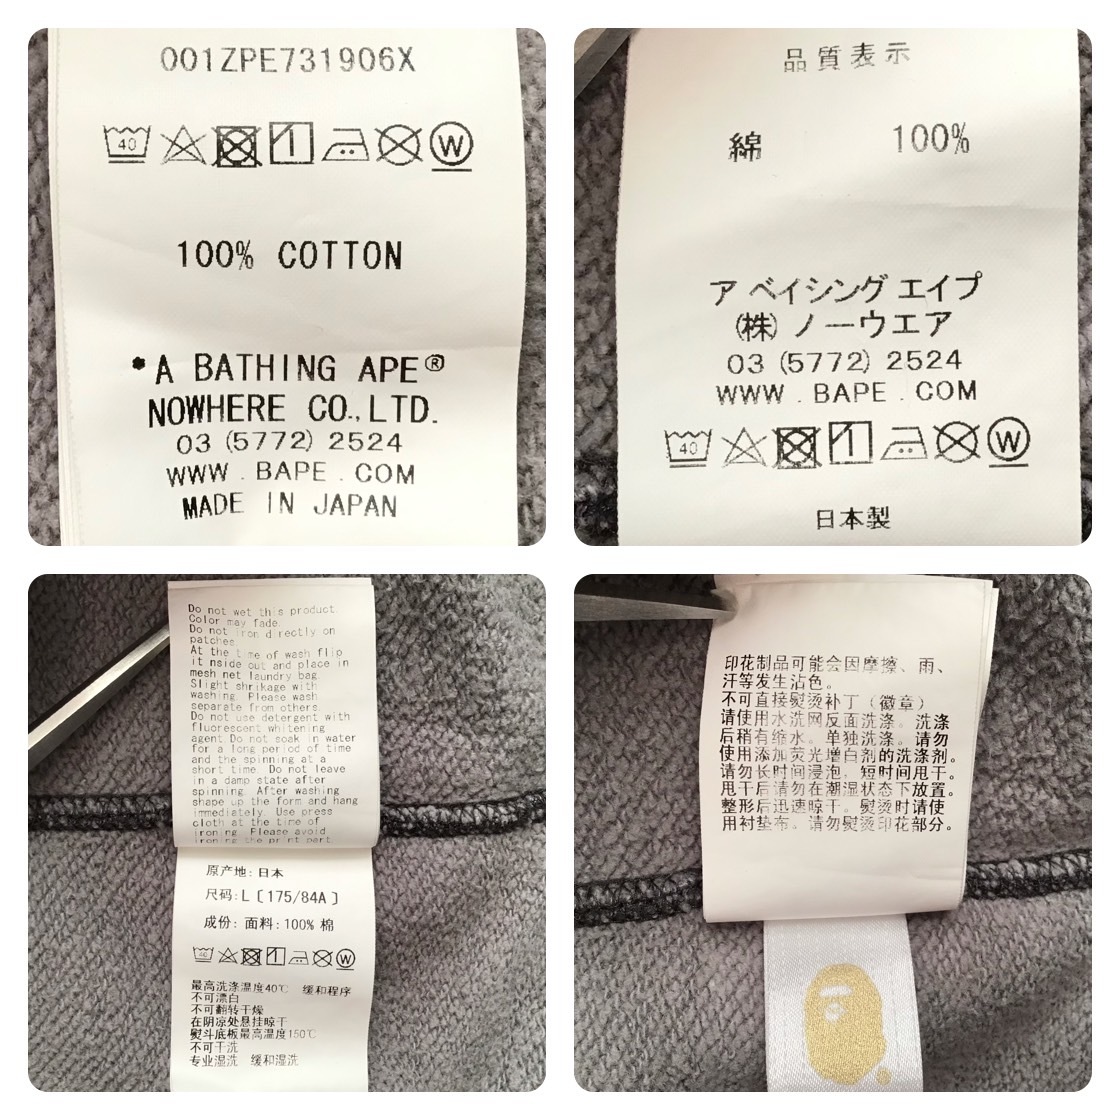 001ZPE731906X
40
W
100% COTTON
*A BATHING APE®
NOWHERE CO.,LTD.
03 (5772) 2524
WWW.BAPE.COM
MADE IN JAPAN
品質表示
綿 100%
ア ベイシング エイプ
(株) ノーウエア
03 (5772) 2524
WWW.BAPE.COM
40
W
日本製
Do not wet this product.
Color may fade.
Do not iron directly on
patches
At the time of wash flip
it nside out and place in
mesh net laundry bag.
Slight shrikage with
washing. Please wash
separate from others.
Do not use detergent with
fluorescent whitening
agent.Do not soak in water
for a long period of time
and the spinning at a
short time. Do not leave
in a damp state after
spinning. After washing
shape up the form and hang
immediately. Use press
cloth at the time of
ironing. Please avoid
ironing the print part.
原产地: 日本
尺码: L [175/84A]
成份: 面料: 100% 棉
40
W
最高洗涤温度40℃ 缓和程序
不可漂白
不可翻转干燥
在阴凉处悬挂晾干
熨斗底板最高温度150℃
不可干洗
专业湿洗 缓和湿洗
印花制品可能会因摩擦、雨、
汗等发生沾色。
不可直接熨烫补丁（徽章）
请使用水洗网反面洗涤。洗涤
后稍有缩水。单独洗涤。请勿
使用添加荧光增白剂的洗涤剂。
请勿长时间浸泡，短时间甩干。
甩干后请勿在潮湿状态下放置。
整形后迅速晾干。熨烫时请使
用衬垫布。请勿熨烫印花部分。
®